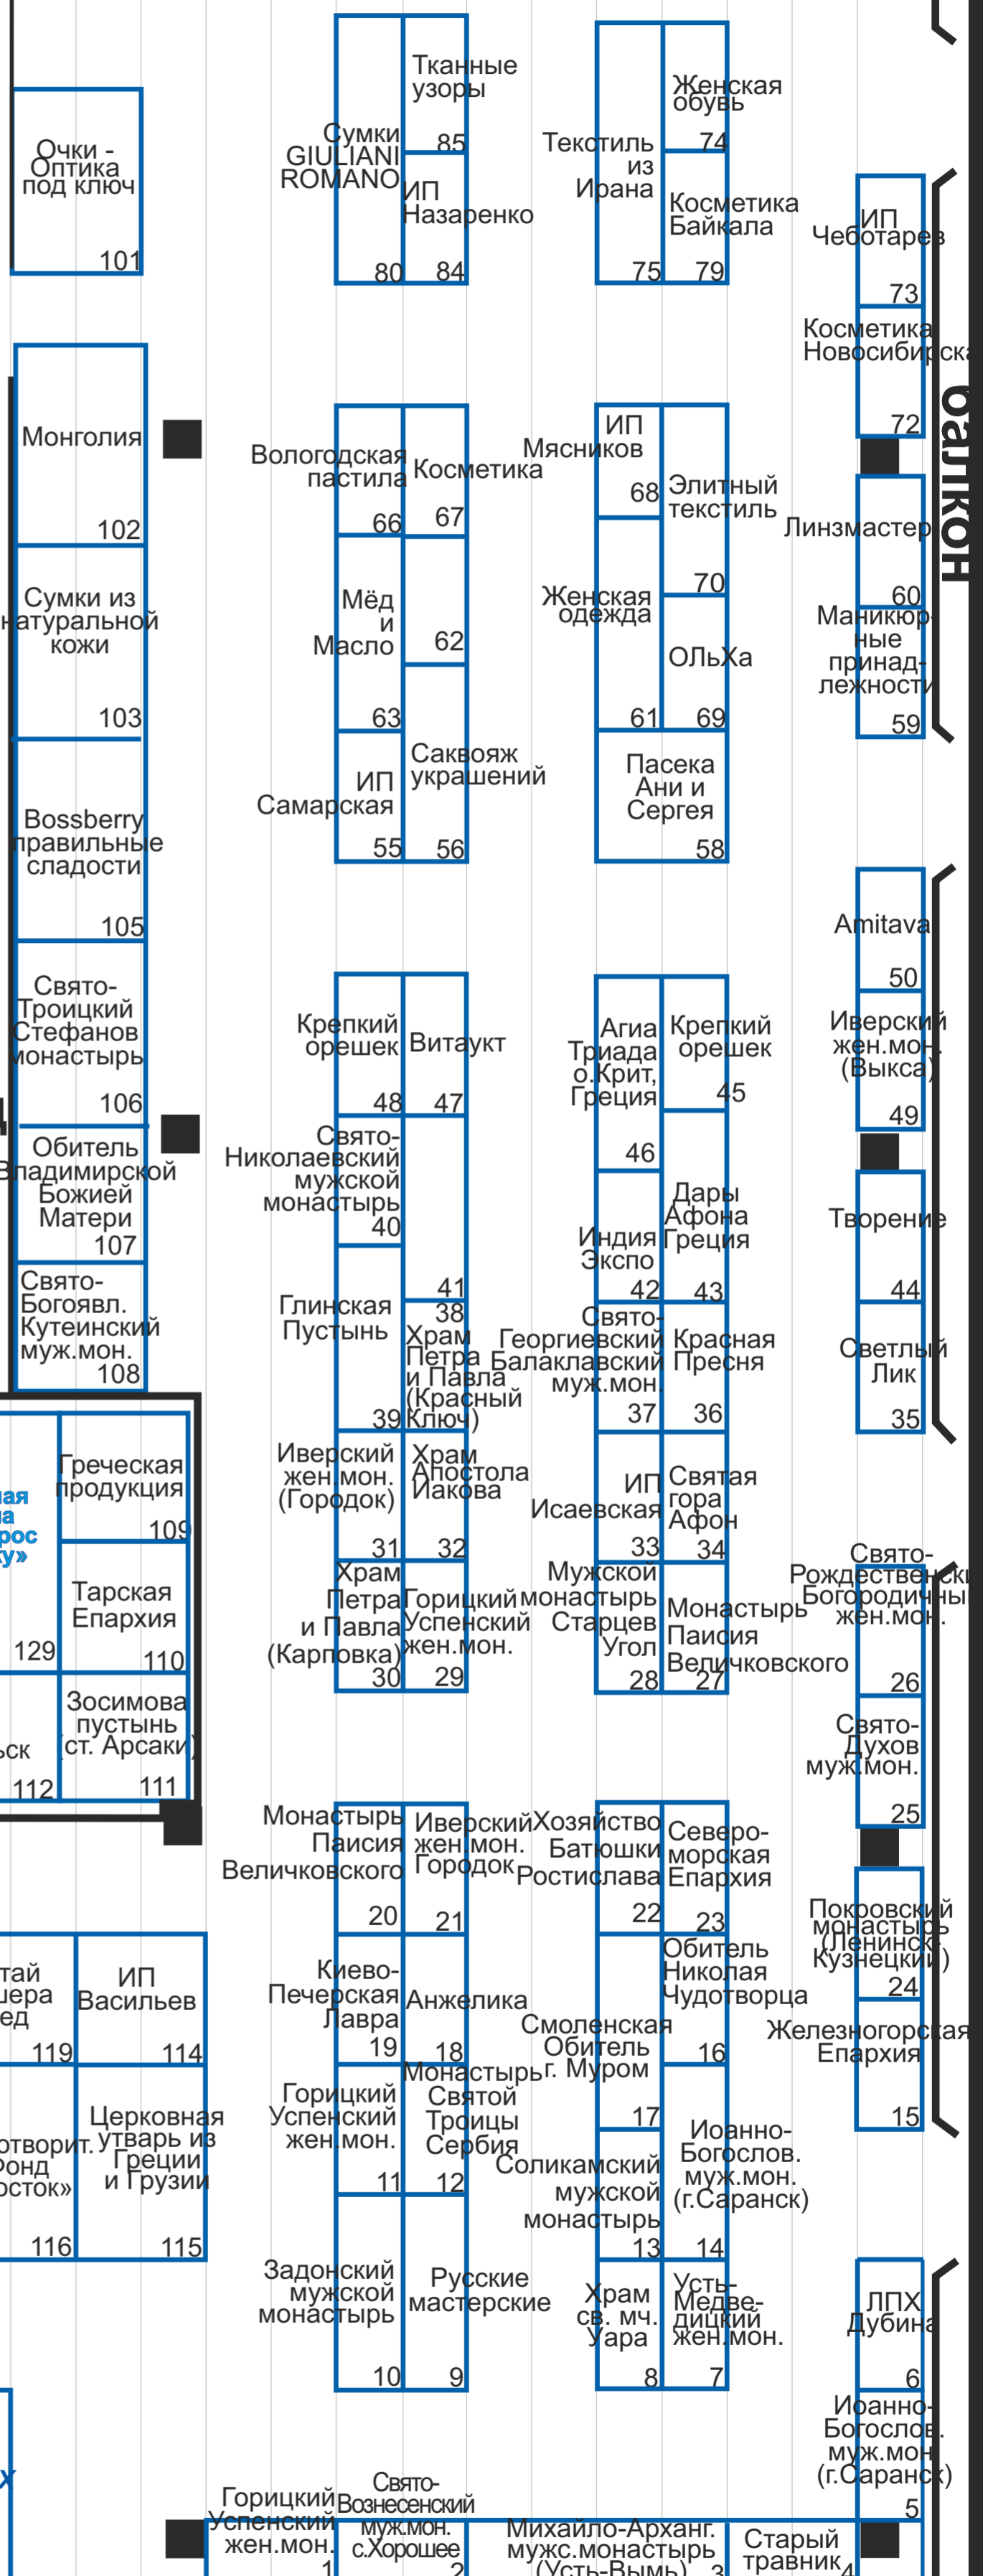 Тканные
узоры
85
Сумки
GIULIANI
ROMANO
80
ИП
Назаренко
84
Женская
обувь
74
Текстиль
из
Ирана
75
Косметика
Байкала
79
Очки -
Оптика
под ключ
101
ИП
Чеботарев
73
Косметика
Новосибирска
72
балкон
Монголия
102
Вологодская
пастила
66
Косметика
67
ИП
Мясников
68
Элитный
текстиль
70
Линзмастер
60
Сумки из
натуральной
кожи
103
Мёд
и
Масло
63
62
Женская
одежда
61
ОЛьХа
69
Маникюр-
ные
принад-
лежности
59
Bossberry
правильные
сладости
105
ИП
Самарская
55
Саквояж
украшений
56
Пасека
Ани и
Сергея
58
Amitava
50
Свято-
Троицкий
Стефанов
монастырь
106
Крепкий
орешек
48
Витаукт
47
Агиа
Триада
о.Крит,
Греция
46
Крепкий
орешек
45
Иверский
жен.мон.
(Выкса)
49
Обитель
Владимирской
Божией
Матери
107
Свято-
Николаевский
мужской
монастырь
40
41
Индия
Экспо
42
Дары
Афона
Греция
43
Творение
44
Свято-
Богоявл.
Кутеинский
муж.мон.
108
Глинская
Пустынь
39
38
Храм
Петра
и Павла
(Красный
Ключ)
Свято-
Георгиевский
Балаклавский
муж.мон.
37
Красная
Пресня
36
Светлый
Лик
35
Греческая
продукция
109
Иверский
жен.мон.
(Городок)
31
Храм
Апостола
Иакова
32
ИП
Исаевская
33
Святая
гора
Афон
34
Тарская
Епархия
110
129
Храм
Петра
и Павла
(Карповка)
30
Горицкий
Успенский
жен.мон.
29
Мужской
монастырь
Старцев
Угол
28
Монастырь
Паисия
Величковского
27
Свято-
Рождественски
Богородичны
жен.мон.
26
Зосимова
пустынь
(ст. Арсаки)
111
ьск
112
Свято-
Духов
муж.мон.
25
Монастырь
Паисия
Величковского
20
Иверский
жен.мон.
Городок
21
Хозяйство
Батюшки
Ростислава
22
Северо-
морская
Епархия
23
Покровский
монастырь
(Ленинск-
Кузнецкий)
24
тай
шера
ед
119
ИП
Васильев
114
Киево-
Печерская
Лавра
19
Анжелика
18
Смоленская
Обитель
г. Муром
17
Обитель
Николая
Чудотворца
16
Железногорская
Епархия
15
отворит.
Фонд
осток»
116
Церковная
утварь из
Греции
и Грузии
115
Горицкий
Успенский
жен.мон.
11
Монастырь
Святой
Троицы
Сербия
12
Соликамский
мужской
монастырь
13
Иоанно-
Богослов.
муж.мон.
(г.Саранск)
14
Задонский
мужской
монастырь
10
Русские
мастерские
9
Храм
св. мч.
Уара
8
Усть-
Медве-
дицкий
жен.мон.
7
ЛПХ
Дубина
6
Иоанно-
Богослов.
муж.мон.
(г.Саранск)
5
Горицкий
Успенский
жен.мон.
1
Свято-
Вознесенский
муж.мон.
с.Хорошее
2
Михайло-Арханг.
мужс.монастырь
(Усть-Вымь)
3
Старый
травник
4